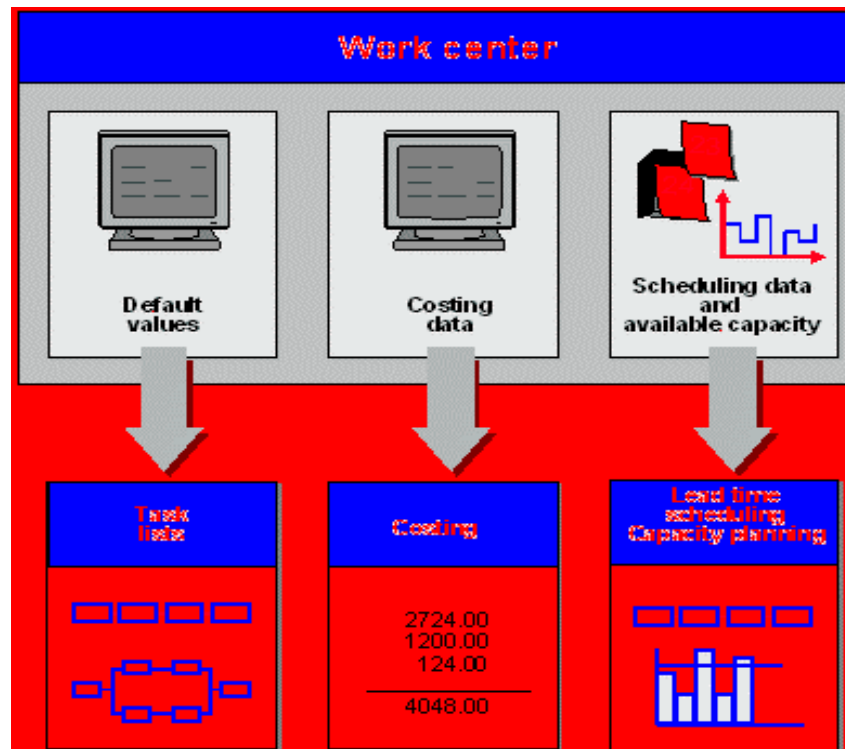 Work center
Default
values
Costing
data
Scheduling data
and
available capacity
Task
lists
Costing
Lead time
scheduling
Capacity planning
2724.00
1200.00
124.00
4048.00